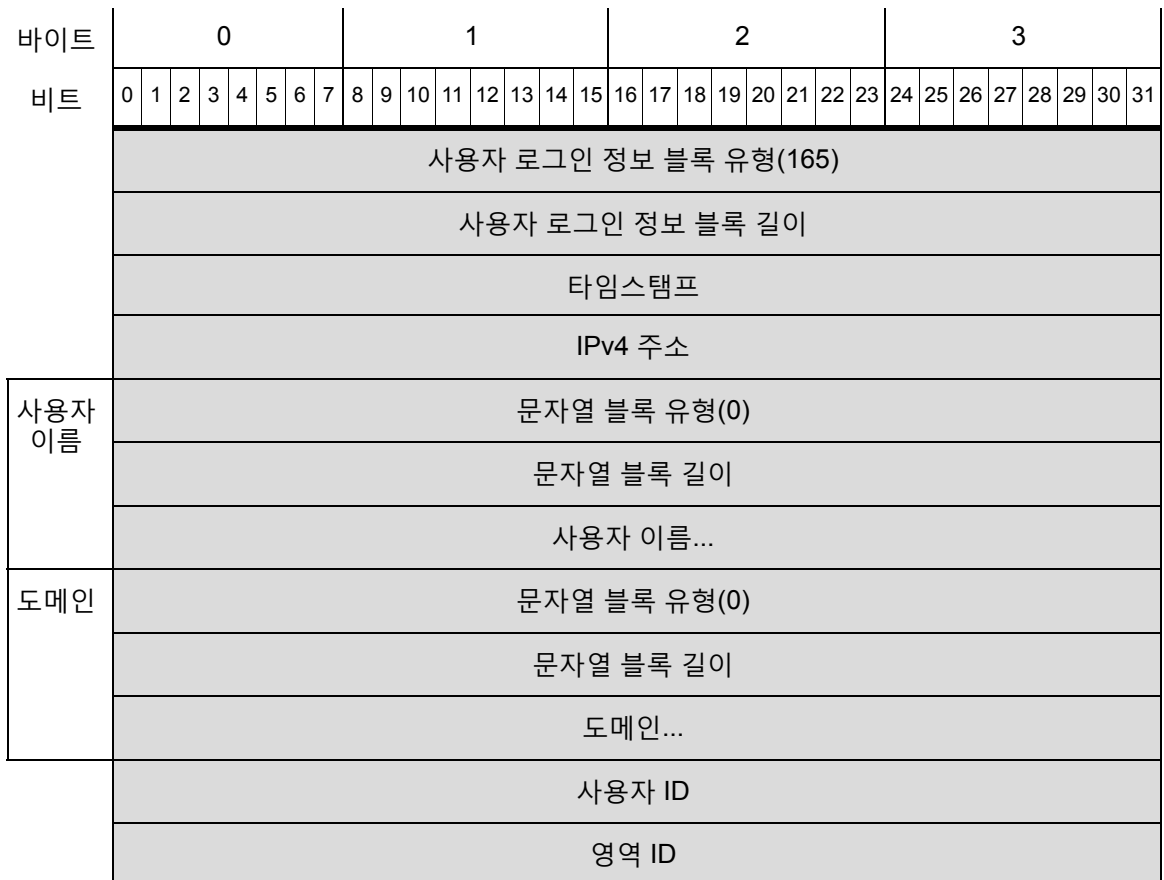 바이트 0 1 2 3
비트 0 1 2 3 4 5 6 7 8 9 10 11 12 13 14 15 16 17 18 19 20 21 22 23 24 25 26 27 28 29 30 31
사용자 로그인 정보 블록 유형(165)
사용자 로그인 정보 블록 길이
타임스탬프
IPv4 주소
사용자
이름
문자열 블록 유형(0)
문자열 블록 길이
사용자 이름...
도메인
문자열 블록 유형(0)
문자열 블록 길이
도메인...
사용자 ID
영역 ID